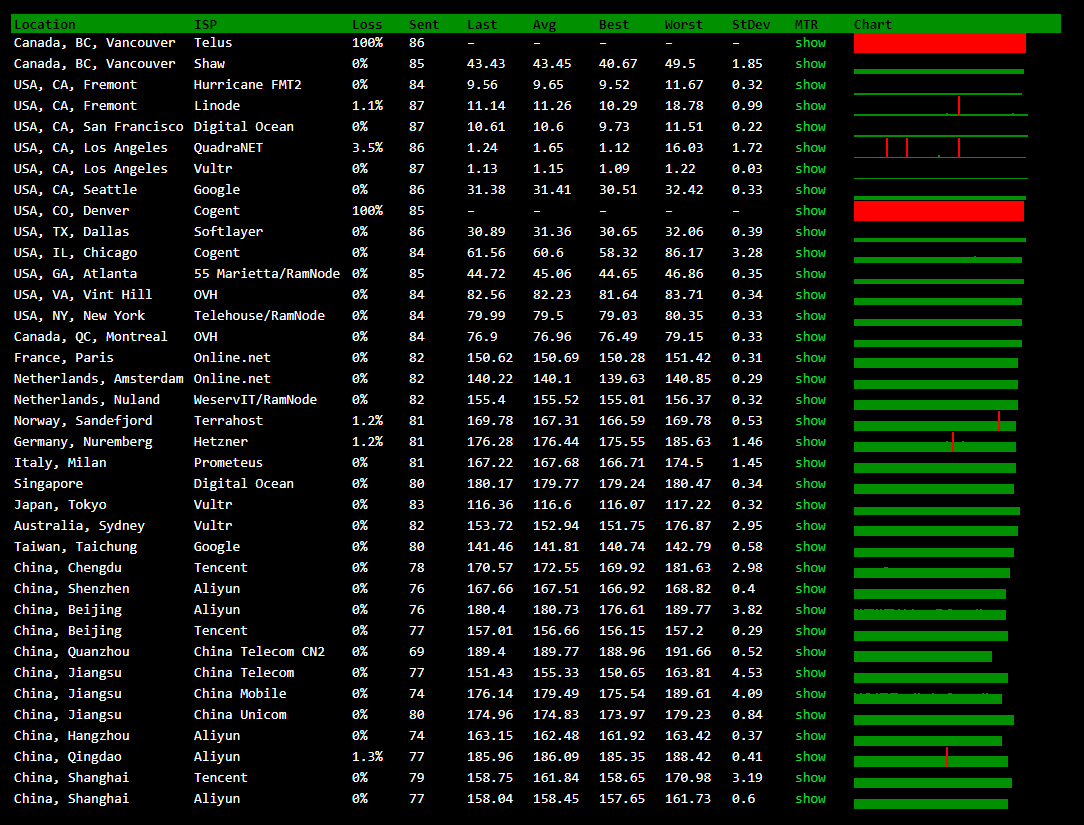 Location ISP Loss Sent Last Avg Best Worst StDev MTR Chart
Canada, BC, Vancouver Telus 100% 86 – – – – – show
Canada, BC, Vancouver Shaw 0% 85 43.43 43.45 40.67 49.5 1.85 show
USA, CA, Fremont Hurricane FMT2 0% 84 9.56 9.65 9.52 11.67 0.32 show
USA, CA, Fremont Linode 1.1% 87 11.14 11.26 10.29 18.78 0.99 show
USA, CA, San Francisco Digital Ocean 0% 87 10.61 10.6 9.73 11.51 0.22 show
USA, CA, Los Angeles QuadraNET 3.5% 86 1.24 1.65 1.12 16.03 1.72 show
USA, CA, Los Angeles Vultr 0% 87 1.13 1.15 1.09 1.22 0.03 show
USA, CA, Seattle Google 0% 86 31.38 31.41 30.51 32.42 0.33 show
USA, CO, Denver Cogent 100% 85 – – – – – show
USA, TX, Dallas Softlayer 0% 86 30.89 31.36 30.65 32.06 0.39 show
USA, IL, Chicago Cogent 0% 84 61.56 60.6 58.32 86.17 3.28 show
USA, GA, Atlanta 55 Marietta/RamNode 0% 85 44.72 45.06 44.65 46.86 0.35 show
USA, VA, Vint Hill OVH 0% 84 82.56 82.23 81.64 83.71 0.34 show
USA, NY, New York Telehouse/RamNode 0% 84 79.99 79.5 79.03 80.35 0.33 show
Canada, QC, Montreal OVH 0% 84 76.9 76.96 76.49 79.15 0.33 show
France, Paris Online.net 0% 82 150.62 150.69 150.28 151.42 0.31 show
Netherlands, Amsterdam Online.net 0% 82 140.22 140.1 139.63 140.85 0.29 show
Netherlands, Nuland WeservIT/RamNode 0% 82 155.4 155.52 155.01 156.37 0.32 show
Norway, Sandefjord Terrahost 1.2% 81 169.78 167.31 166.59 169.78 0.53 show
Germany, Nuremberg Hetzner 1.2% 81 176.28 176.44 175.55 185.63 1.46 show
Italy, Milan Prometeus 0% 81 167.22 167.68 166.71 174.5 1.45 show
Singapore Digital Ocean 0% 80 180.17 179.77 179.24 180.47 0.34 show
Japan, Tokyo Vultr 0% 83 116.36 116.6 116.07 117.22 0.32 show
Australia, Sydney Vultr 0% 82 153.72 152.94 151.75 176.87 2.95 show
Taiwan, Taichung Google 0% 80 141.46 141.81 140.74 142.79 0.58 show
China, Chengdu Tencent 0% 78 170.57 172.55 169.92 181.63 2.98 show
China, Shenzhen Aliyun 0% 76 167.66 167.51 166.92 168.82 0.4 show
China, Beijing Aliyun 0% 76 180.4 180.73 176.61 189.77 3.82 show
China, Beijing Tencent 0% 77 157.01 156.66 156.15 157.2 0.29 show
China, Quanzhou China Telecom CN2 0% 69 189.4 189.77 188.96 191.66 0.52 show
China, Jiangsu China Telecom 0% 77 151.43 155.33 150.65 163.81 4.53 show
China, Jiangsu China Mobile 0% 74 176.14 179.49 175.54 189.61 4.09 show
China, Jiangsu China Unicom 0% 80 174.96 174.83 173.97 179.23 0.84 show
China, Hangzhou Aliyun 0% 74 163.15 162.48 161.92 163.42 0.37 show
China, Qingdao Aliyun 1.3% 77 185.96 186.09 185.35 188.42 0.41 show
China, Shanghai Tencent 0% 79 158.75 161.84 158.65 170.98 3.19 show
China, Shanghai Aliyun 0% 77 158.04 158.45 157.65 161.73 0.6 show